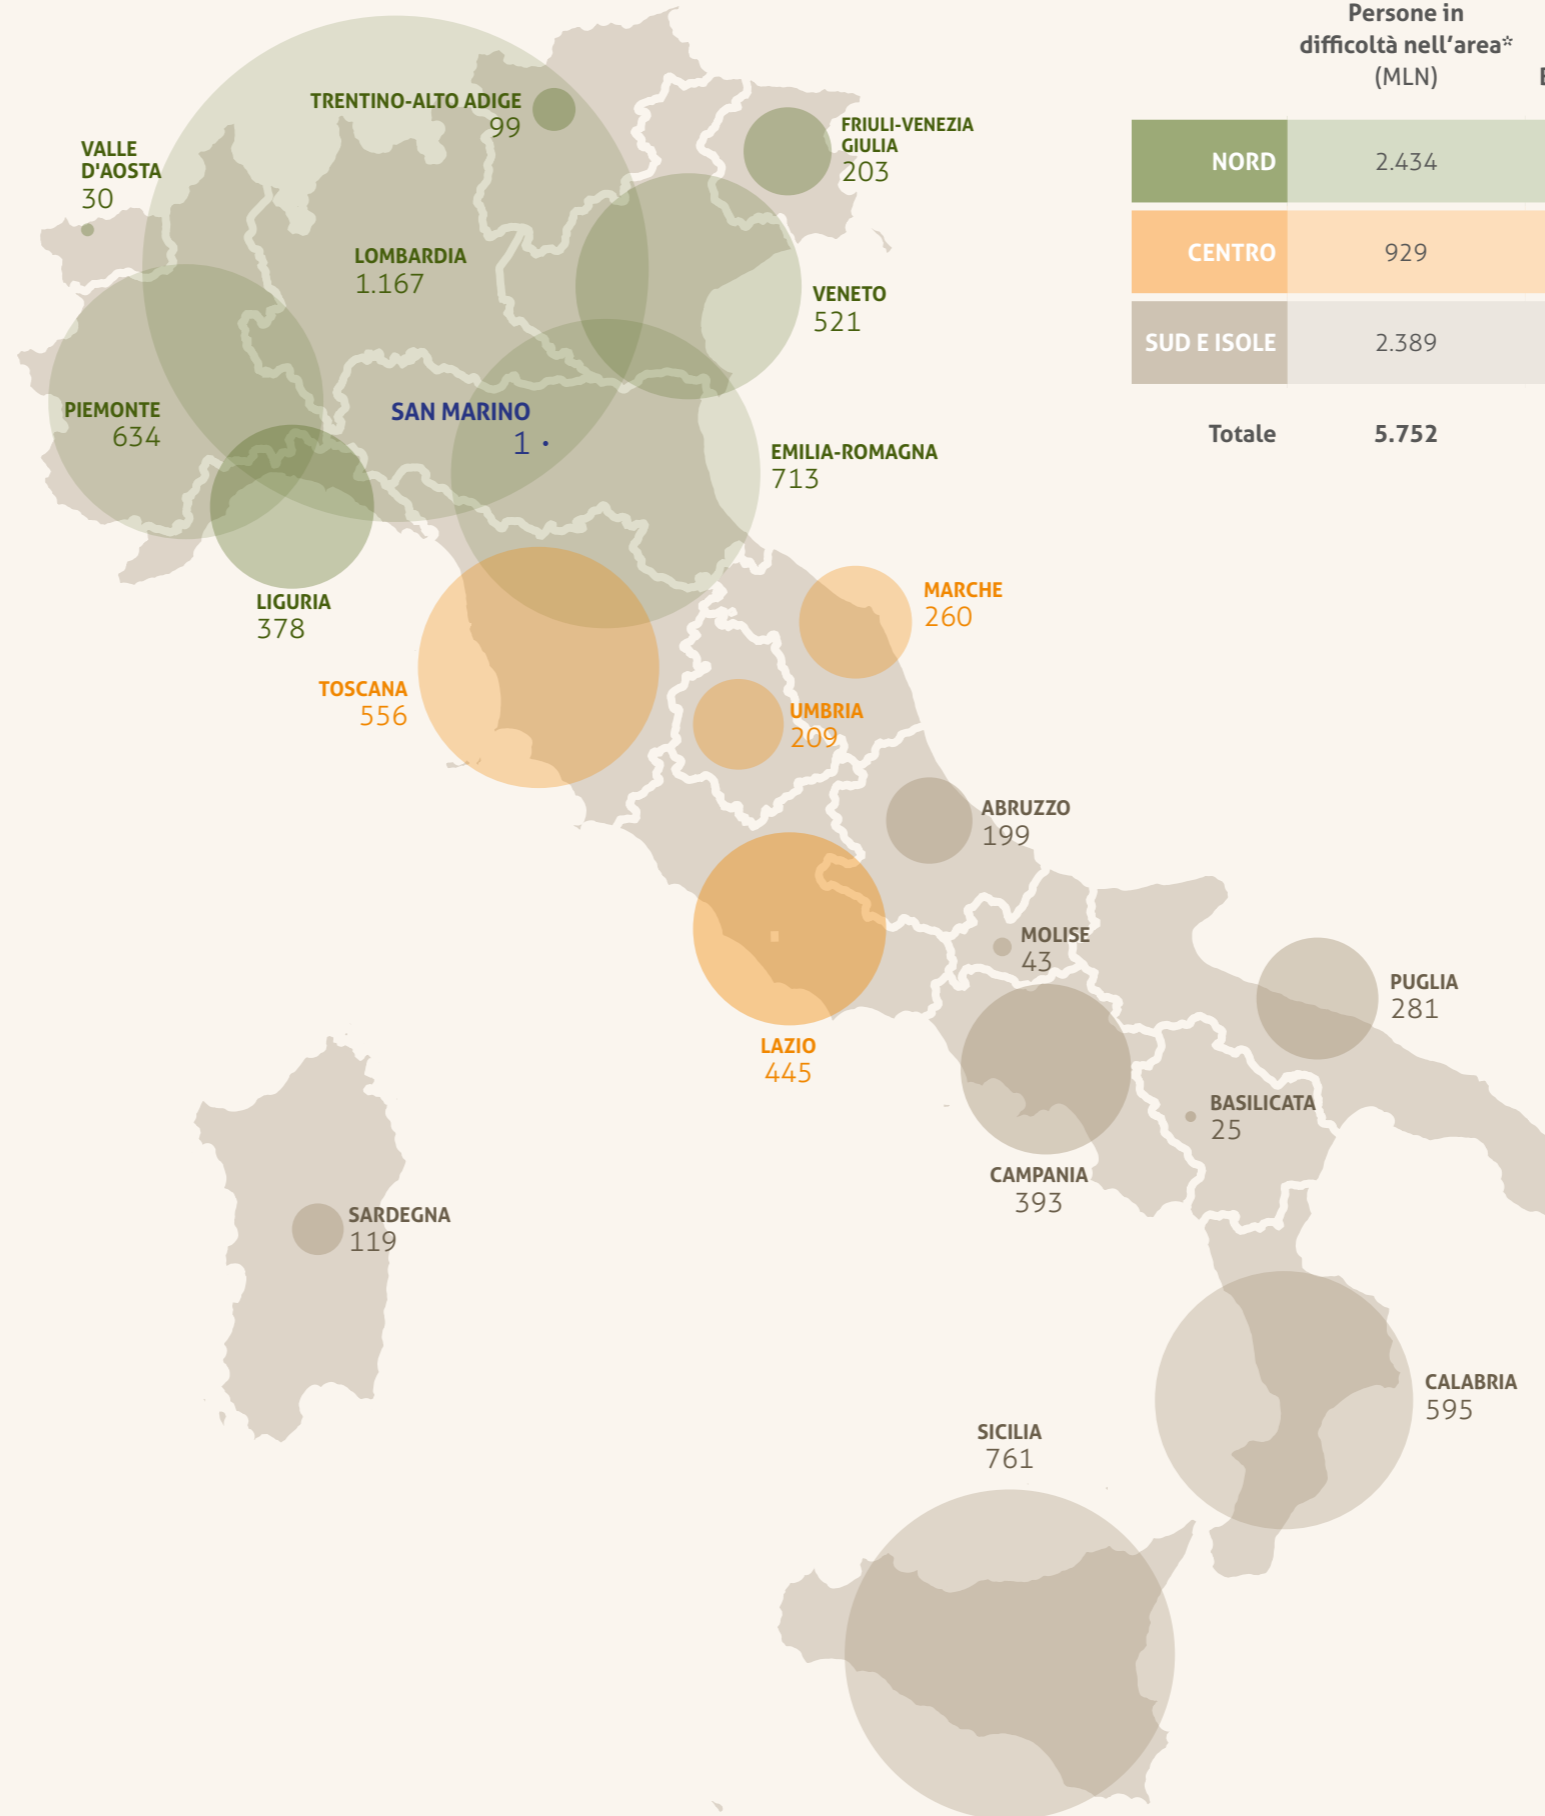 Persone in
difficoltà nell'area*
(MLN)
NORD 2.434
CENTRO 929
SUD E ISOLE 2.389
Totale 5.752
TRENTINO-ALTO ADIGE
99
FRIULI-VENEZIA
GIULIA
203
VALLE
D'AOSTA
30
LOMBARDIA
1.167
VENETO
521
PIEMONTE
634
SAN MARINO
1
EMILIA-ROMAGNA
713
LIGURIA
378
MARCHE
260
TOSCANA
556
UMBRIA
209
ABRUZZO
199
MOLISE
43
PUGLIA
281
LAZIO
445
BASILICATA
25
CAMPANIA
393
SARDEGNA
119
CALABRIA
595
SICILIA
761